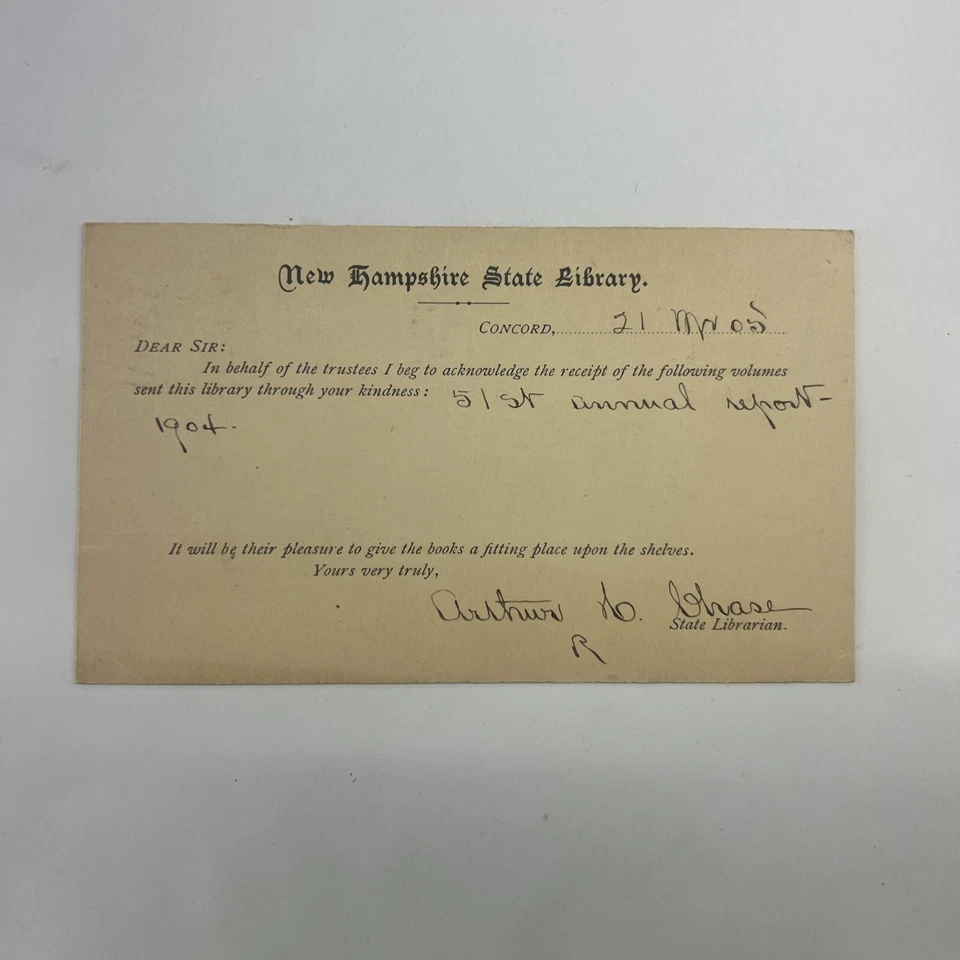 New Hampshire State Library.
CONCORD, 21 Mr 05
DEAR SIR:
In behalf of the trustees I beg to acknowledge the receipt of the following volumes
sent this library through your kindness: 51st annual report-
1904.
It will be their pleasure to give the books a fitting place upon the shelves.
Yours very truly,
Arthur H. Chase
State Librarian.
R